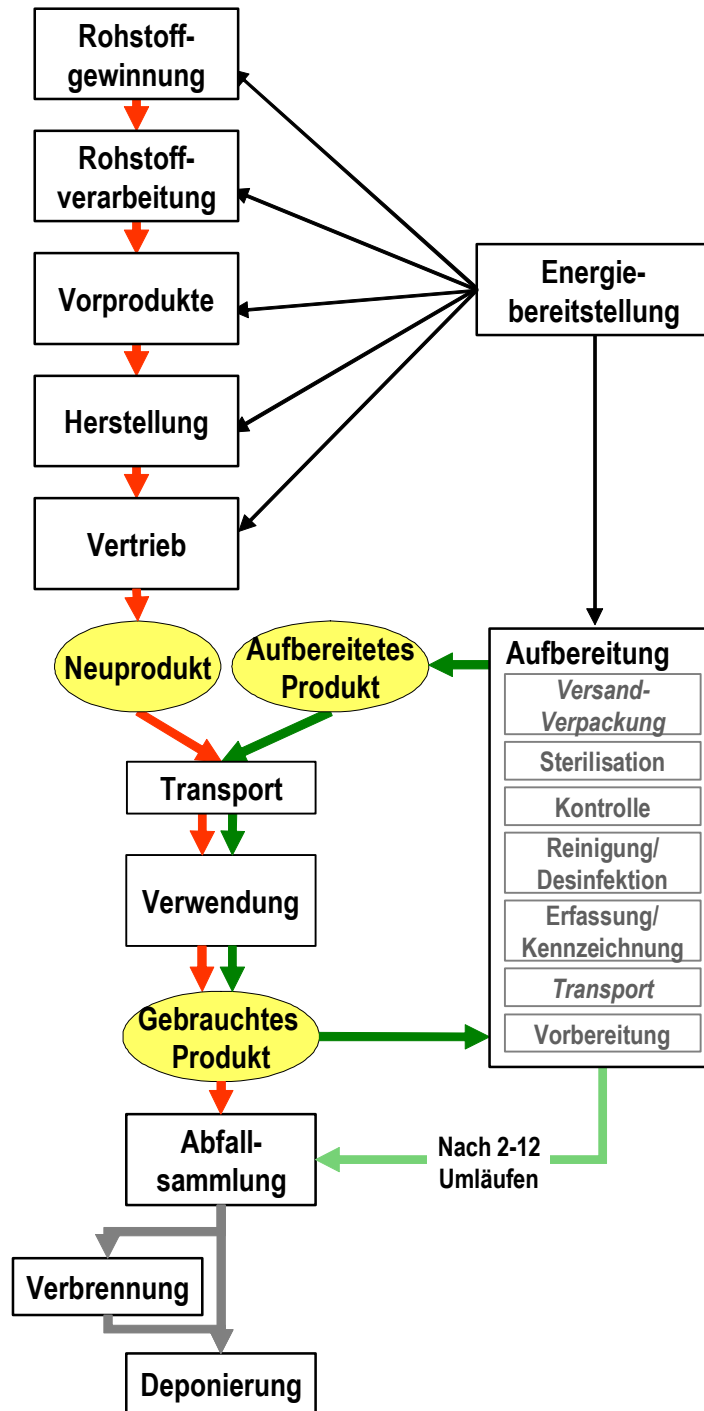 Rohstoff-
gewinnung
Rohstoff-
verarbeitung
Vorprodukte
Energie-
bereitstellung
Herstellung
Vertrieb
Neuprodukt
Aufbereitetes
Produkt
Aufbereitung
Versand-
Verpackung
Sterilisation
Kontrolle
Reinigung/
Desinfektion
Erfassung/
Kennzeichnung
Transport
Vorbereitung
Transport
Verwendung
Gebrauchtes
Produkt
Abfall-
sammlung
Nach 2-12
Umläufen
Verbrennung
Deponierung